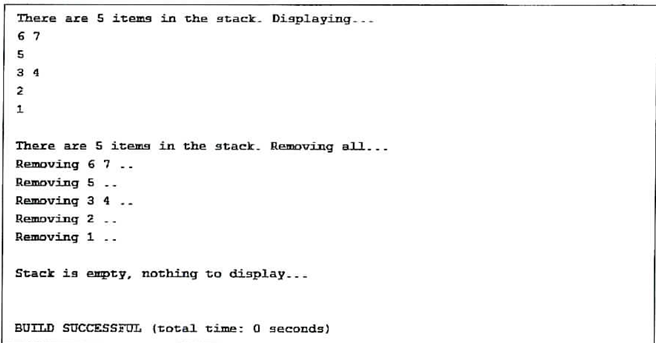 There are 5 items in the stack. Displaying...
6 7
5
3 4
2
1
There are 5 items in the stack. Removing all...
Removing 6 7 ..
Removing 5 ..
Removing 3 4 ..
Removing 2 ..
Removing 1 ..
Stack is empty, nothing to display...
BUILD SUCCESSFUL (total time: 0 seconds)